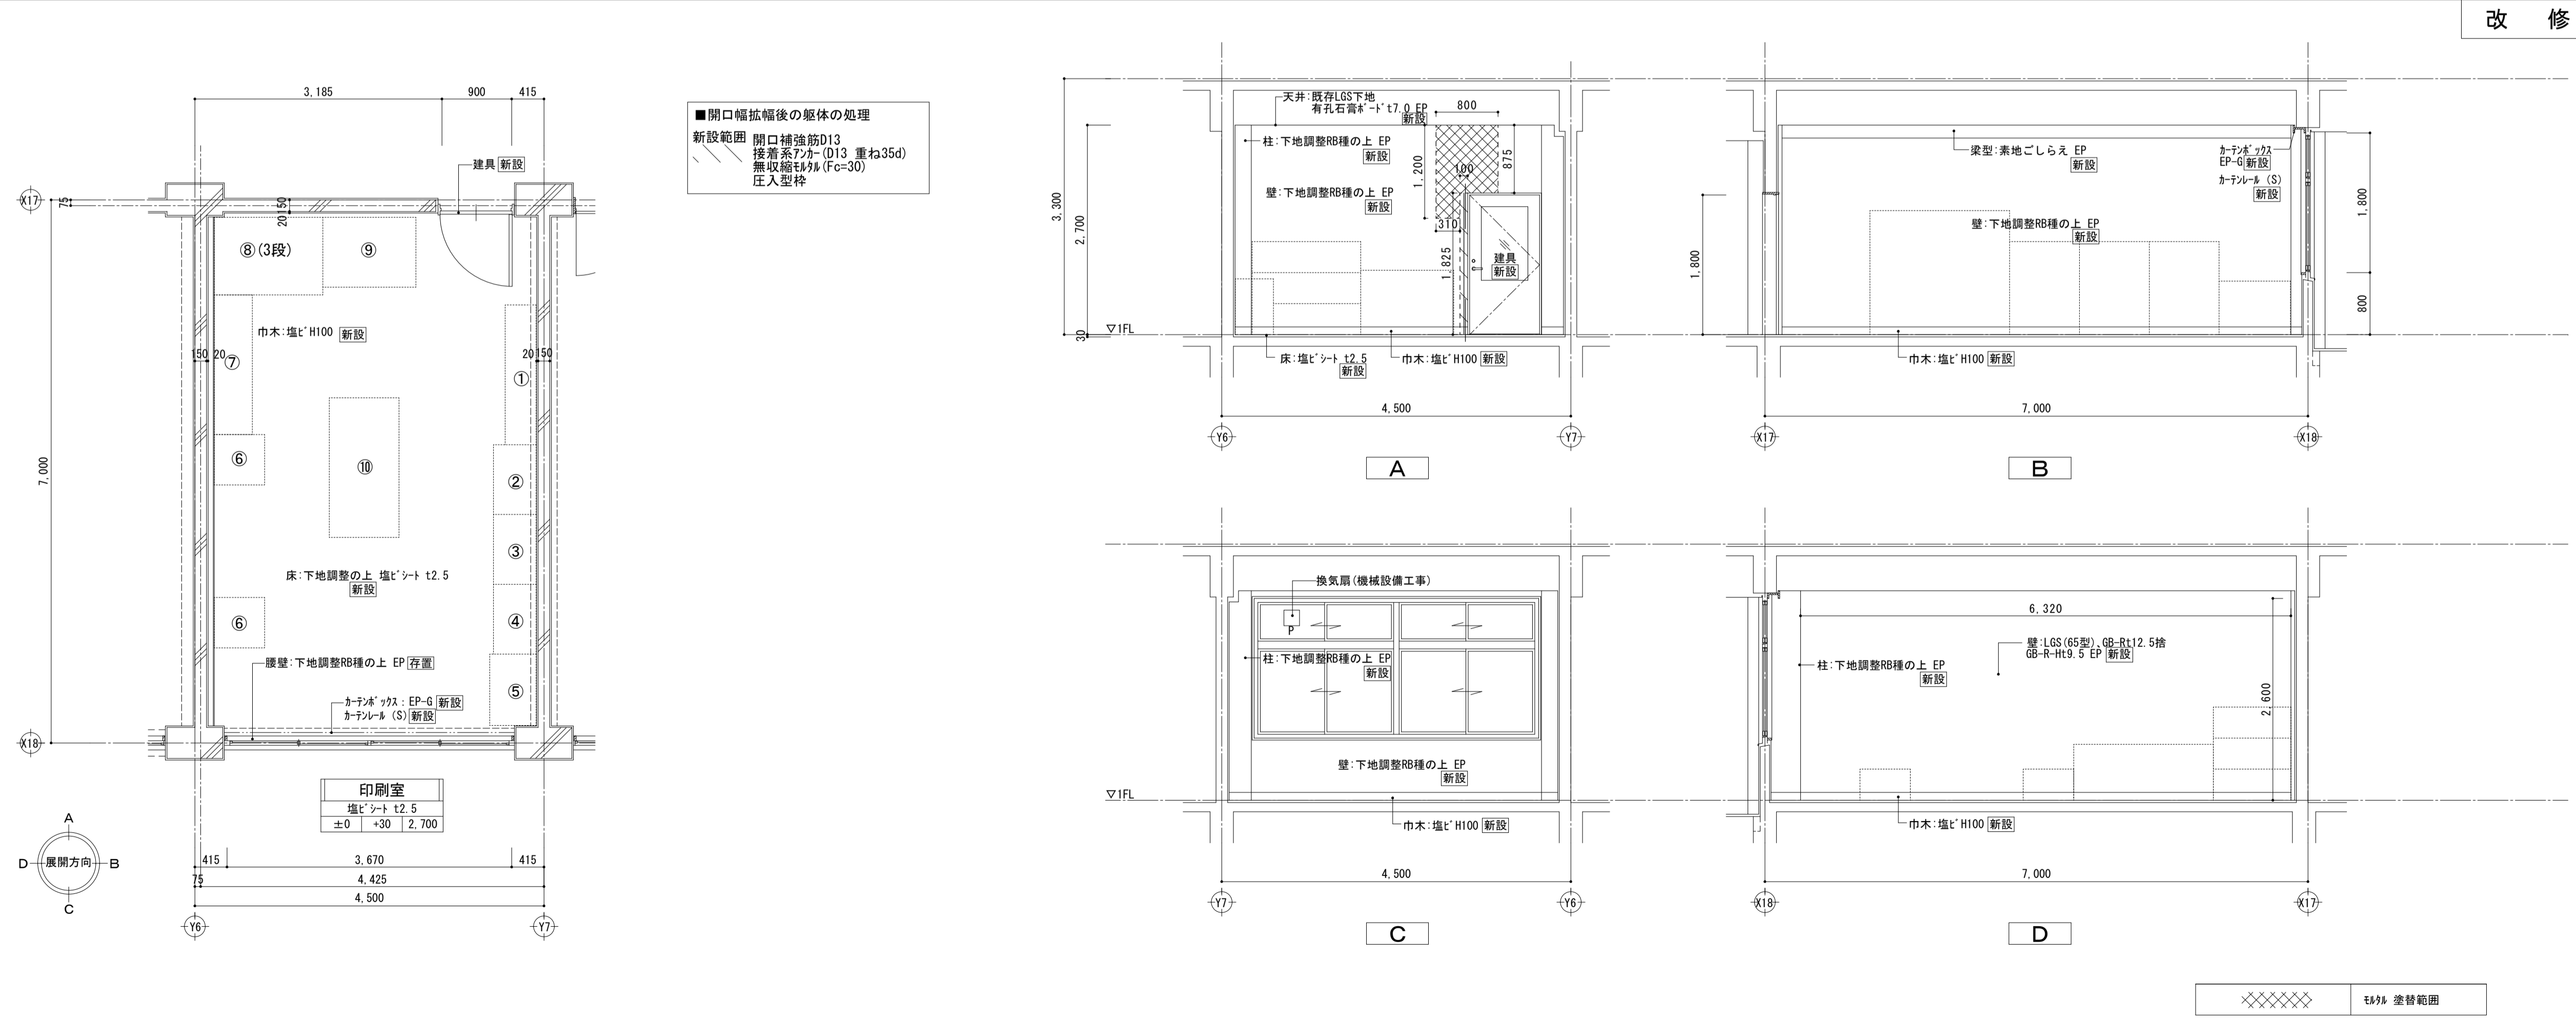 改　修
3,185
900
415
建具 新設
X17
75
150
20
⑧(3段)
⑨
巾木:塩ﾋﾞH100 新設
150
20
⑦
20
150
①
7,000
⑥
⑩
②
③
床:下地調整の上 塩ﾋﾞｼｰﾄ t2.5
新設
⑥
④
腰壁:下地調整RB種の上 EP 存置
⑤
ｶｰﾃﾝﾎﾞｯｸｽ:EP-G 新設
ｶｰﾃﾝﾚｰﾙ (S) 新設
X18
印刷室
塩ﾋﾞｼｰﾄ t2.5
±0
+30
2,700
A
D
展開方向
B
C
415
3,670
415
75
4,425
4,500
Y6
Y7
■開口幅拡幅後の躯体の処理
新設範囲
開口補強筋D13
接着系ｱﾝｶｰ(D13 重ね35d)
無収縮ﾓﾙﾀﾙ(Fc=30)
圧入型枠
天井:既存LGS下地
有孔石膏ﾎﾞｰﾄﾞt7.0 EP
新設
800
柱:下地調整RB種の上 EP
新設
1,200
875
100
壁:下地調整RB種の上 EP
新設
310
3,300
2,700
1,825
建具
新設
30
▽1FL
床:塩ﾋﾞｼｰﾄ t2.5
新設
巾木:塩ﾋﾞH100 新設
4,500
Y6
Y7
A
梁型:素地ごしらえ EP
新設
ｶｰﾃﾝﾎﾞｯｸｽ
EP-G 新設
ｶｰﾃﾝﾚｰﾙ (S)
新設
1,800
壁:下地調整RB種の上 EP
新設
1,800
800
巾木:塩ﾋﾞH100 新設
7,000
X17
X18
B
換気扇(機械設備工事)
P
柱:下地調整RB種の上 EP
新設
壁:下地調整RB種の上 EP
新設
▽1FL
巾木:塩ﾋﾞH100 新設
4,500
Y7
Y6
C
6,320
壁:LGS(65型)、GB-Rt12.5捨
GB-R-Ht9.5 EP 新設
柱:下地調整RB種の上 EP
新設
2,600
巾木:塩ﾋﾞH100 新設
7,000
X18
X17
D
ﾓﾙﾀﾙ 塗替範囲